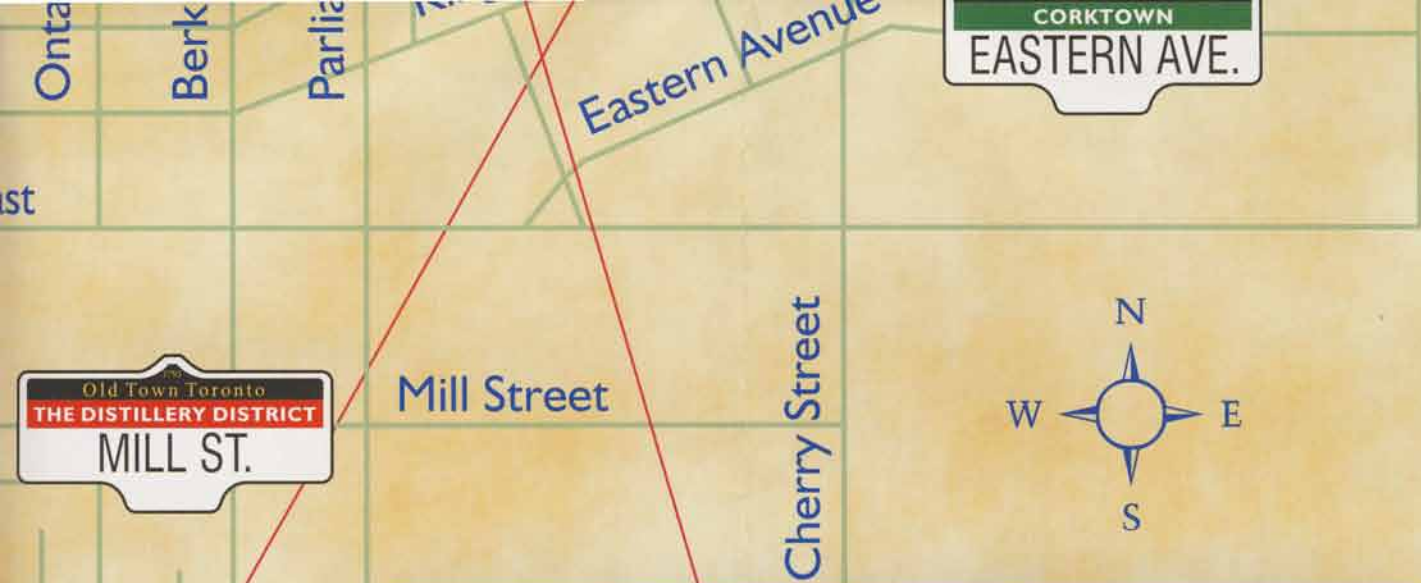 Onta
Berk
Parlia
Eastern Avenue
CORKTOWN
EASTERN AVE.
ast
Old Town Toronto
THE DISTILLERY DISTRICT
MILL ST.
Mill Street
Cherry Street
N
W
E
S